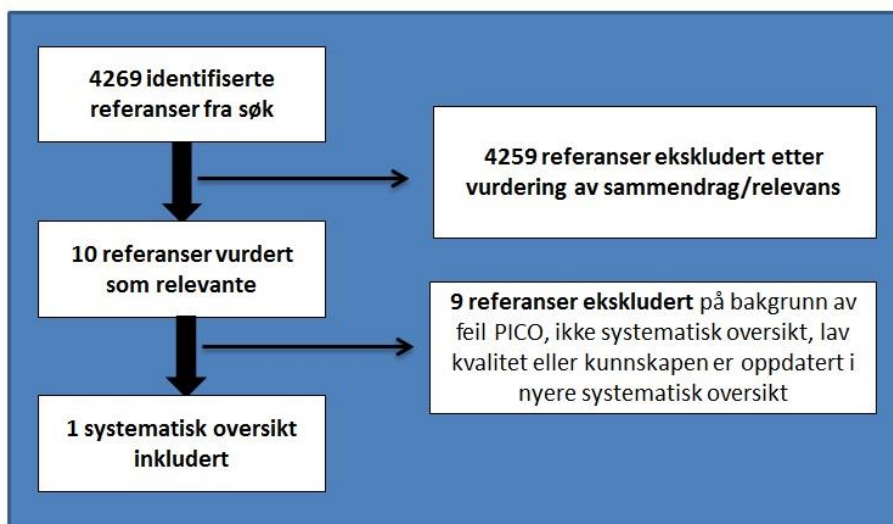 4269 identifiserte
referanser fra søk
4259 referanser ekskludert etter
vurdering av sammendrag/relevans
10 referanser vurdert
som relevante
9 referanser ekskludert på bakgrunn av
feil PICO, ikke systematisk oversikt, lav
kvalitet eller kunnskapen er oppdatert i
nyere systematisk oversikt
1 systematisk oversikt
inkludert